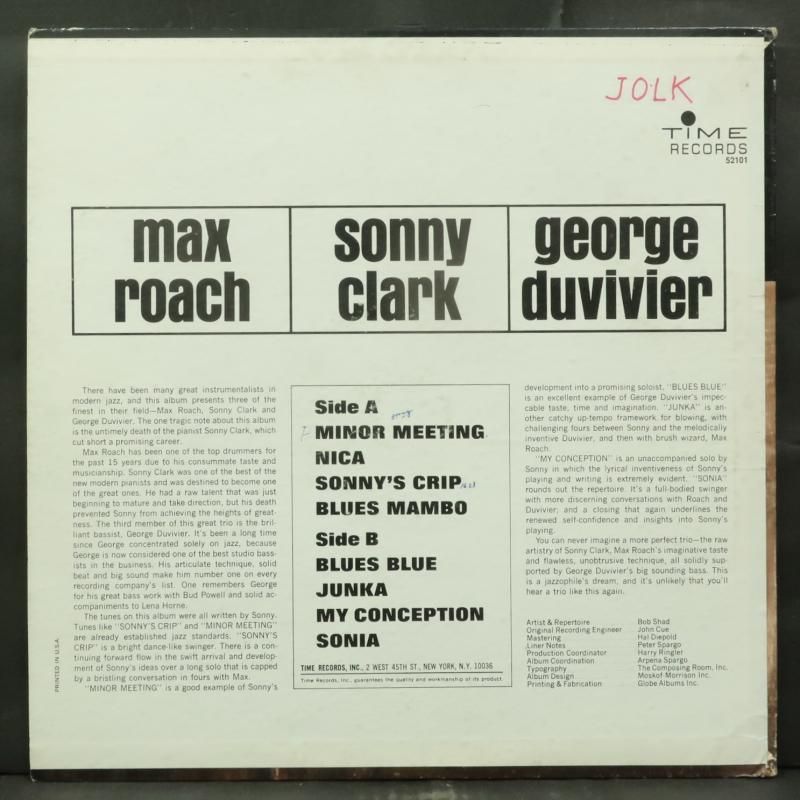 JOLK
TIME
RECORDS
52101
max
roach
sonny
clark
george
duvivier
There have been many great instrumentalists in
modern jazz, and this album presents three of the
finest in their field—Max Roach, Sonny Clark and
George Duvivier. The one tragic note about this album
is the untimely death of the pianist Sonny Clark, which
cut short a promising career.
Max Roach has been one of the top drummers for
the past 15 years due to his consummate taste and
musicianship. Sonny Clark was one of the best of the
new modern pianists and was destined to become one
of the great ones. He had a raw talent that was just
beginning to mature and take direction, but his death
prevented Sonny from achieving the heights of great-
ness. The third member of this great trio is the bril-
liant bassist, George Duvivier. It's been a long time
since George concentrated solely on jazz, because
George is now considered one of the best studio bass-
ists in the business. His articulate technique, solid
beat and big sound make him number one on every
recording company's list. One remembers George
for his great bass work with Bud Powell and solid ac-
companiments to Lena Horne.
The tunes on this album were all written by Sonny.
Tunes like "SONNY'S CRIP" and "MINOR MEETING"
are already established jazz standards. "SONNY'S
CRIP" is a bright dance-like swinger. There is a con-
tinuing forward flow in the swift arrival and develop-
ment of Sonny's ideas over a long solo that is capped
by a bristling conversation in fours with Max.
"MINOR MEETING" is a good example of Sonny's
PRINTED IN U.S.A.
Side A
MINOR MEETING
NICA
SONNY'S CRIP
BLUES MAMBO
Side B
BLUES BLUE
JUNKA
MY CONCEPTION
SONIA
TIME RECORDS, INC., 2 WEST 45TH ST., NEW YORK, N.Y. 10036
Time Records, Inc., guarantees the quality and workmanship of its product.
development into a promising soloist. "BLUES BLUE"
is an excellent example of George Duvivier's impec-
cable taste, time and imagination. "JUNKA" is an-
other catchy up-tempo framework for blowing, with
challenging fours between Sonny and the melodically
inventive Duvivier, and then with brush wizard, Max
Roach.
"MY CONCEPTION" is an unaccompanied solo by
Sonny in which the lyrical inventiveness of Sonny's
playing and writing is extremely evident. "SONIA"
rounds out the repertoire. It's a full-bodied swinger
with more discerning conversations with Roach and
Duvivier; and a closing that again underlines the
renewed self-confidence and insights into Sonny's
playing.
You can never imagine a more perfect trio—the raw
artistry of Sonny Clark, Max Roach's imaginative taste
and flawless, unobtrusive technique, all solidly sup-
ported by George Duvivier's big sounding bass. This
is a jazzophile's dream, and it's unlikely that you'll
hear a trio like this again.
Artist & Repertoire Bob Shad
Original Recording Engineer John Cue
Mastering Hal Diepold
Liner Notes Peter Spargo
Production Coordinator Harry Ringler
Album Coordination Arpena Spargo
Typography The Composing Room, Inc.
Album Design Moskof-Morrison Inc.
Printing & Fabrication Globe Albums Inc.